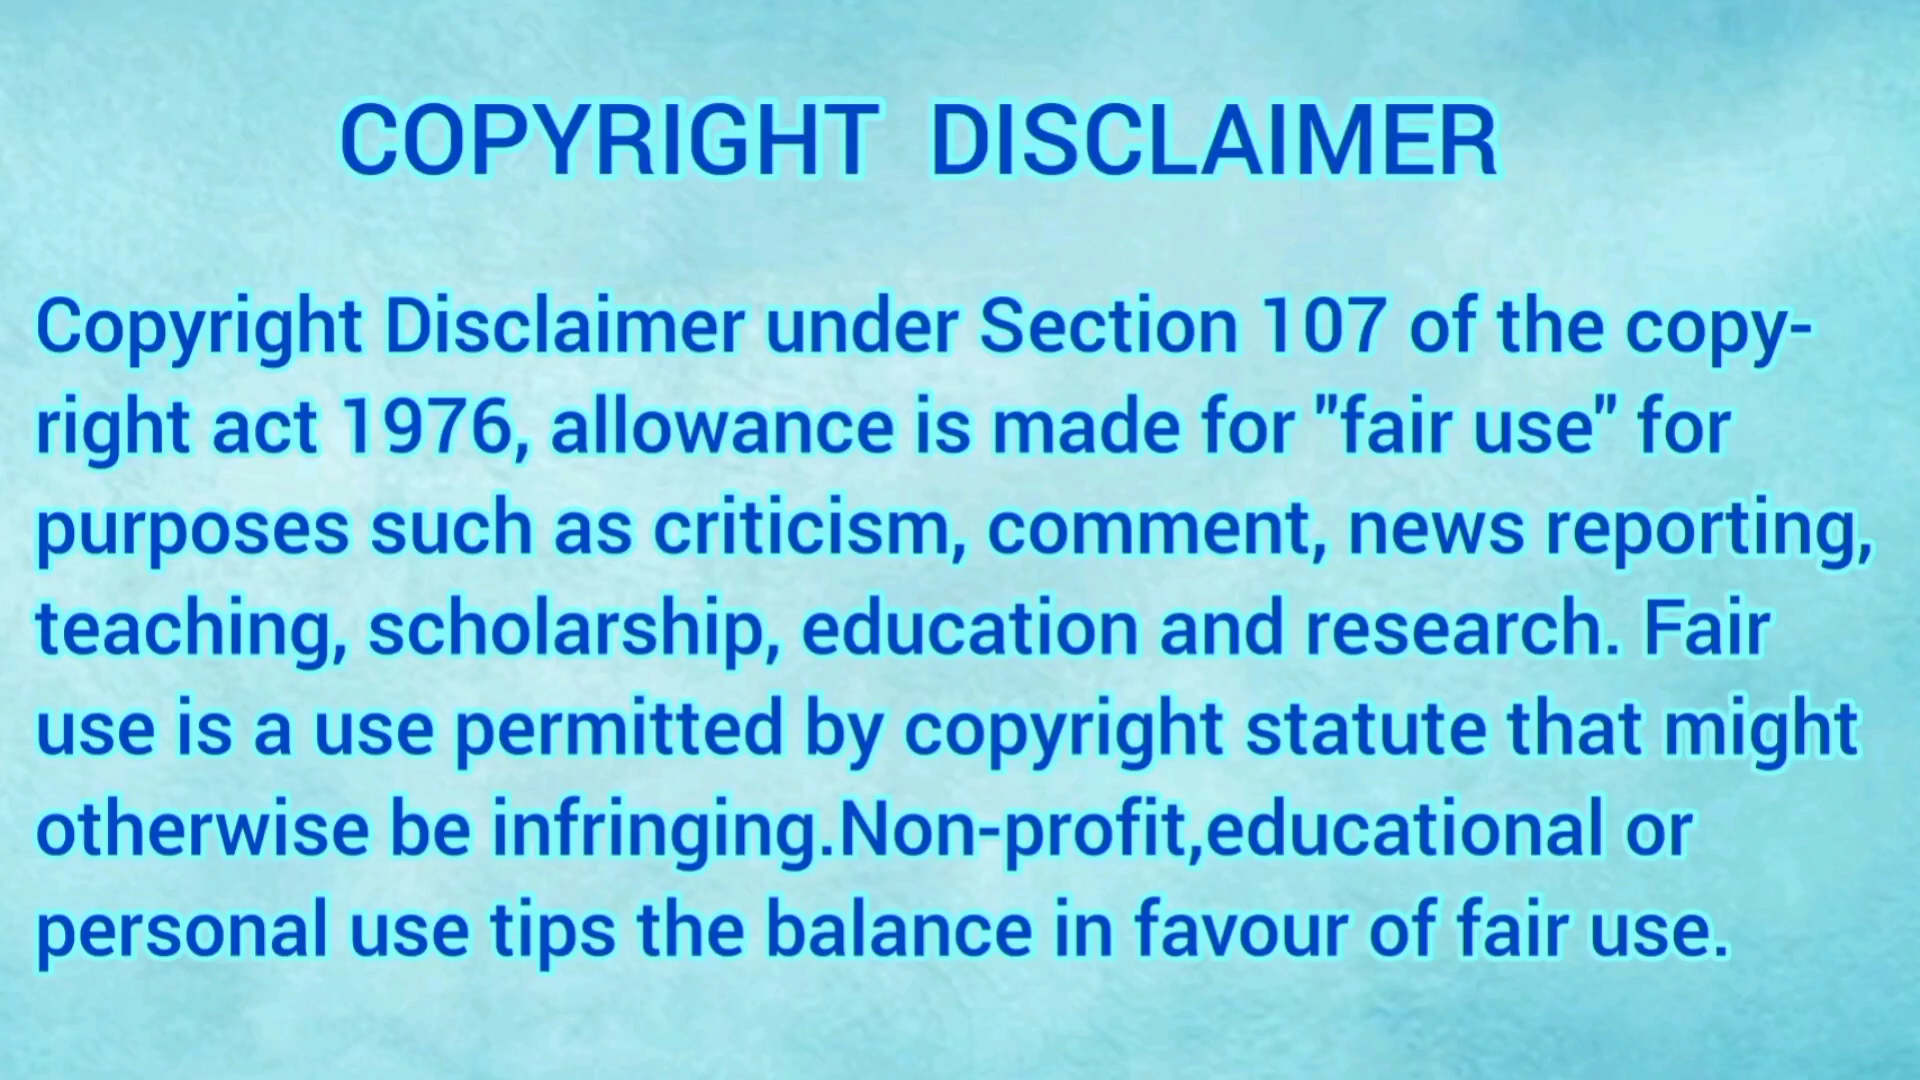 COPYRIGHT DISCLAIMER
Copyright Disclaimer under Section 107 of the copy-
right act 1976, allowance is made for "fair use" for
purposes such as criticism, comment, news reporting,
teaching, scholarship, education and research. Fair
use is a use permitted by copyright statute that might
otherwise be infringing.Non-profit,educational or
personal use tips the balance in favour of fair use.